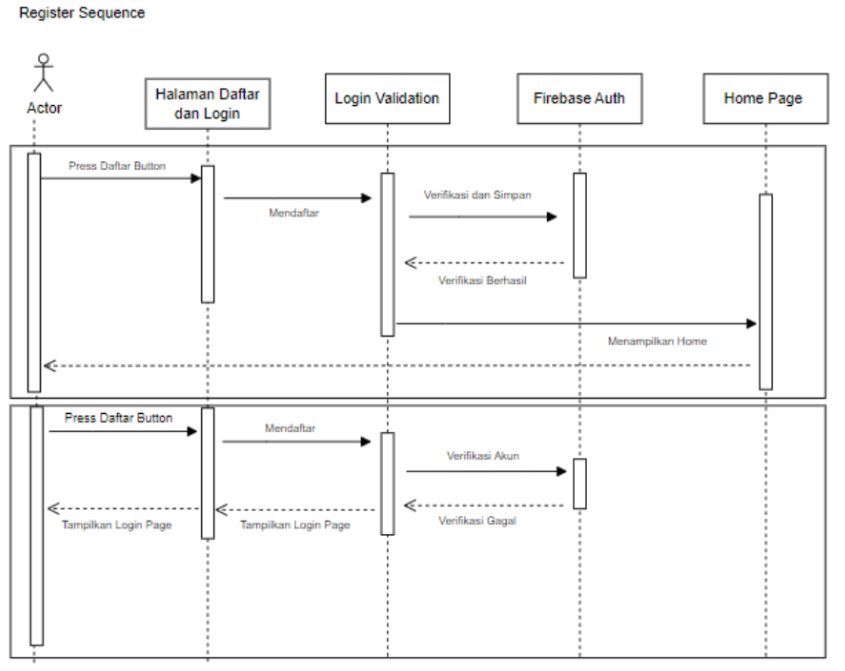 Register Sequence
Actor
Halaman Daftar
dan Login
Login Validation
Firebase Auth
Home Page
Press Daftar Button
Mendaftar
Verifikasi dan Simpan
Verifikasi Berhasil
Menampilkan Home
Press Daftar Button
Mendaftar
Verifikasi Akun
Verifikasi Gagal
Tampilkan Login Page
Tampilkan Login Page